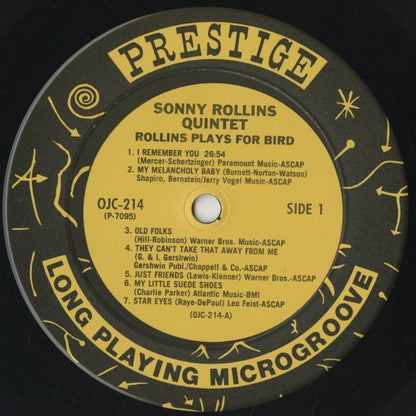 PRESTIGE
SONNY ROLLINS
QUINTET
ROLLINS PLAYS FOR BIRD
1. I REMEMBER YOU 26:54
(Mercer-Schertzinger) Paramount Music-ASCAP
2. MY MELANCHOLY BABY (Burnett-Norton-Watson)
Shapiro, Bernstein/Jerry Vogel Music-ASCAP
OJC-214
(P-7095)
SIDE 1
3. OLD FOLKS
(Hill-Robinson) Warner Bros. Music-ASCAP
4. THEY CAN'T TAKE THAT AWAY FROM ME
(G. & I. Gershwin)
Gershwin Publ./Chappell & Co.-ASCAP
5. JUST FRIENDS (Lewis-Klenner) Warner Bros.-ASCAP
6. MY LITTLE SUEDE SHOES
(Charlie Parker) Atlantic Music-BMI
7. STAR EYES (Raye-DePaul) Leo Feist-ASCAP
(OJC-214-A)
LONG PLAYING MICROGROOVE